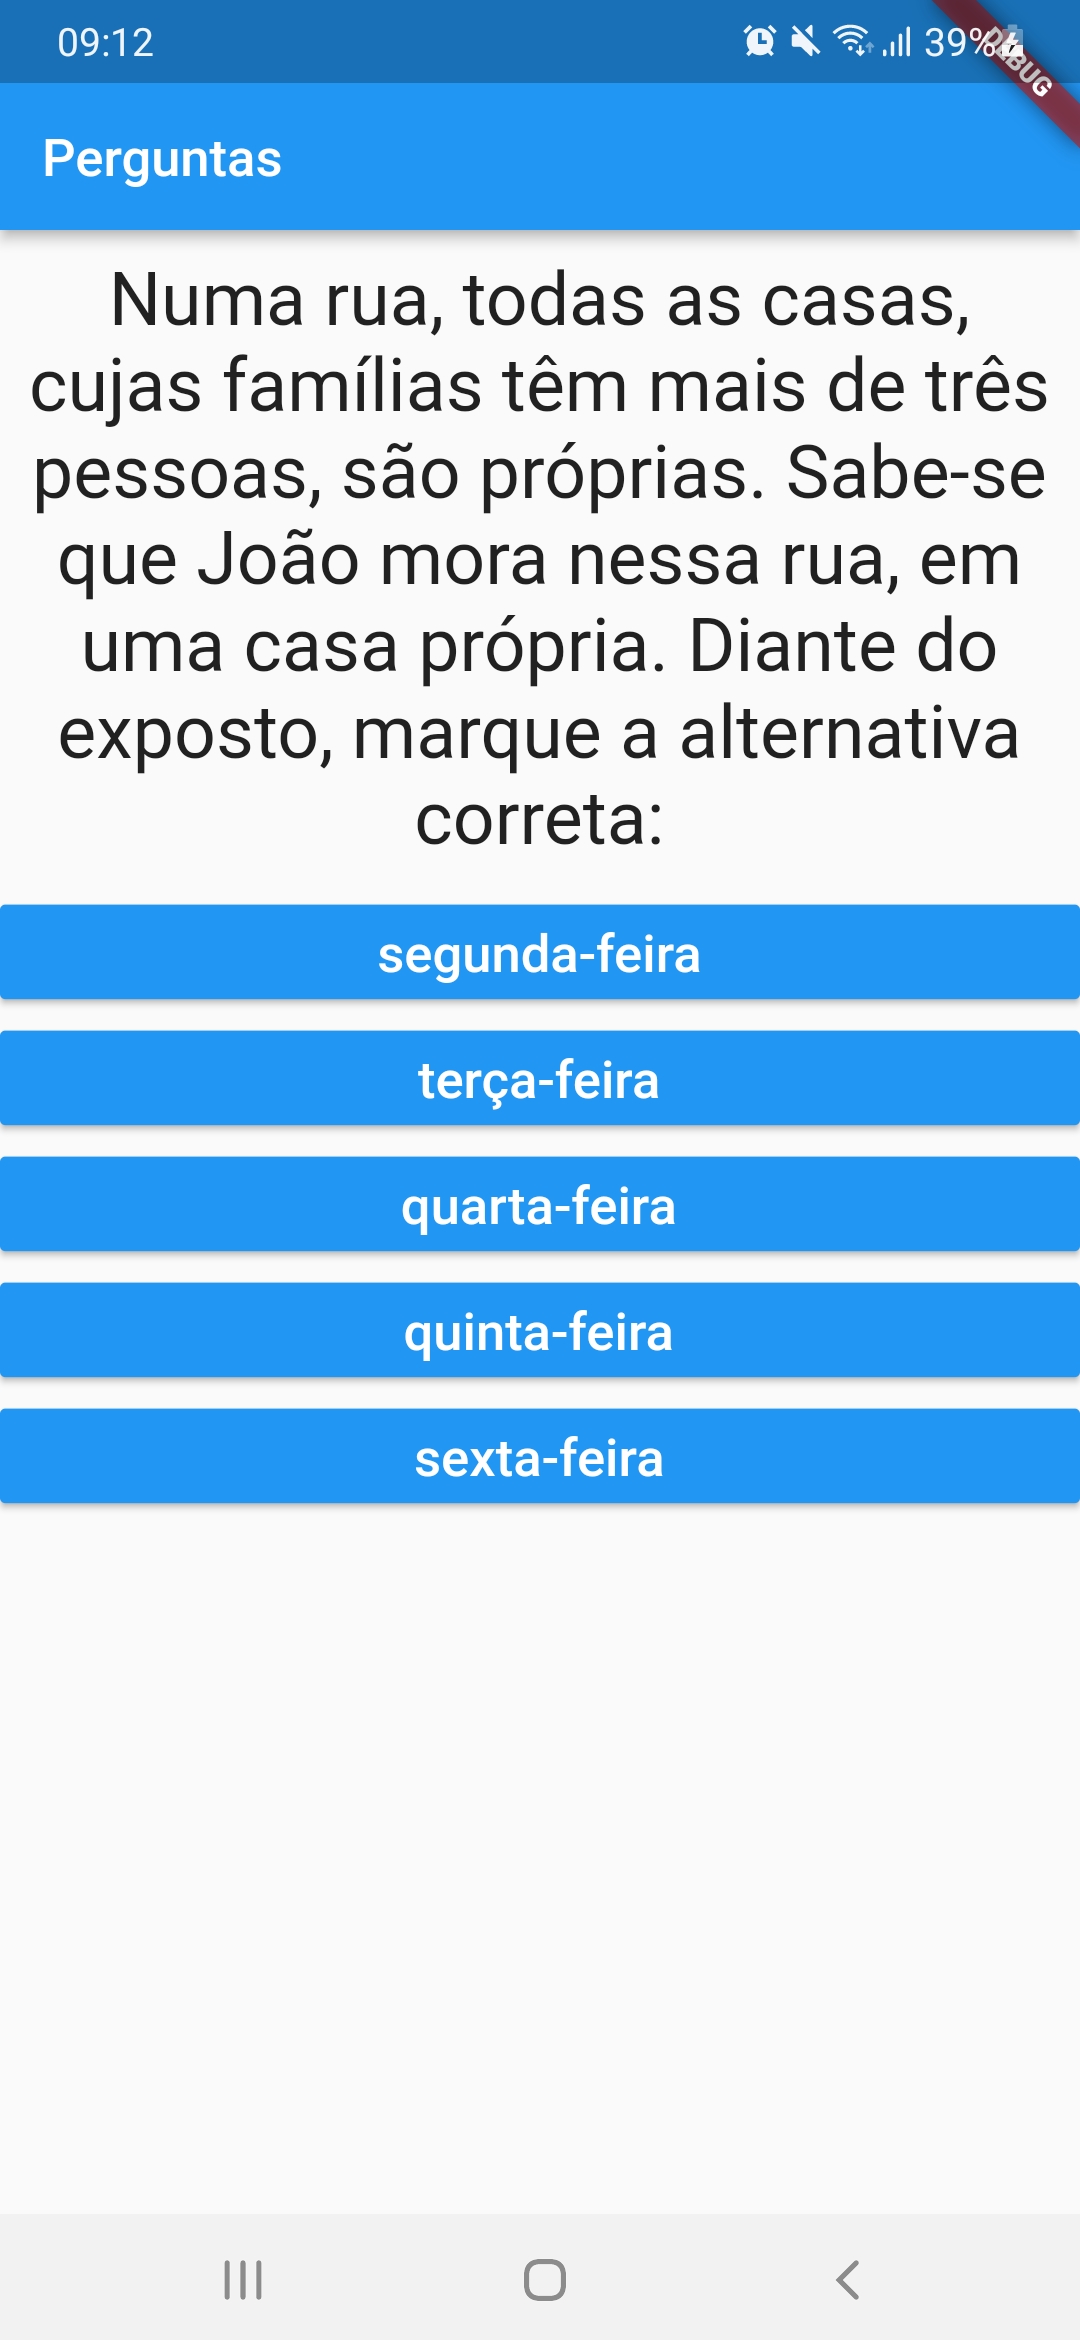 09:12
39%
DEBUG
Perguntas
Numa rua, todas as casas,
cujas famílias têm mais de três
pessoas, são próprias. Sabe-se
que João mora nessa rua, em
uma casa própria. Diante do
exposto, marque a alternativa
correta:
segunda-feira
terça-feira
quarta-feira
quinta-feira
sexta-feira